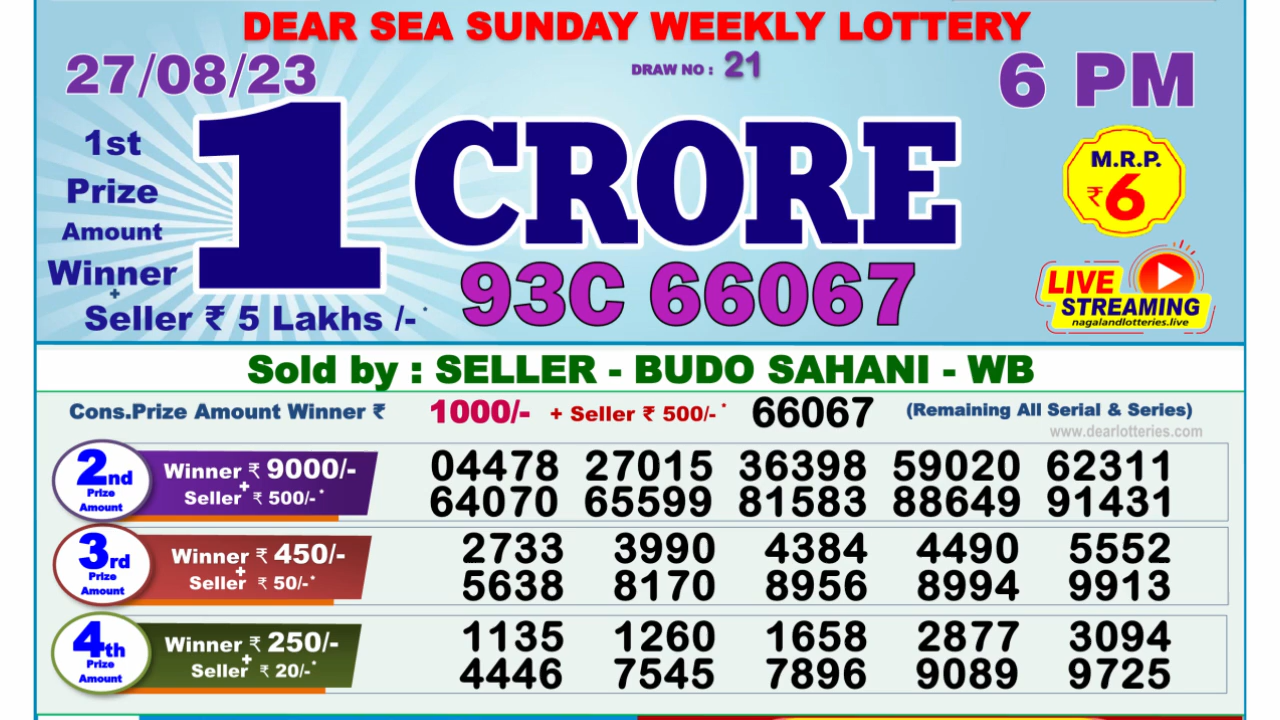 DEAR SEA SUNDAY WEEKLY LOTTERY
27/08/23
DRAW NO : 21
6 PM
1st
Prize
Amount
Winner
+
Seller ₹ 5 Lakhs /- *
1 CRORE
93C 66067
M.R.P.
₹6
LIVE
STREAMING
nagalandlotteries.live
Sold by : SELLER - BUDO SAHANI - WB
Cons.Prize Amount Winner ₹ 1000/- + Seller ₹ 500/- * 66067 (Remaining All Serial & Series)
www.dearlotteries.com
2nd
Prize
Amount
Winner ₹ 9000/-
+
Seller ₹ 500/- *
04478 27015 36398 59020 62311
64070 65599 81583 88649 91431
3rd
Prize
Amount
Winner ₹ 450/-
+
Seller ₹ 50/- *
2733 3990 4384 4490 5552
5638 8170 8956 8994 9913
4th
Prize
Amount
Winner ₹ 250/-
+
Seller ₹ 20/- *
1135 1260 1658 2877 3094
4446 7545 7896 9089 9725